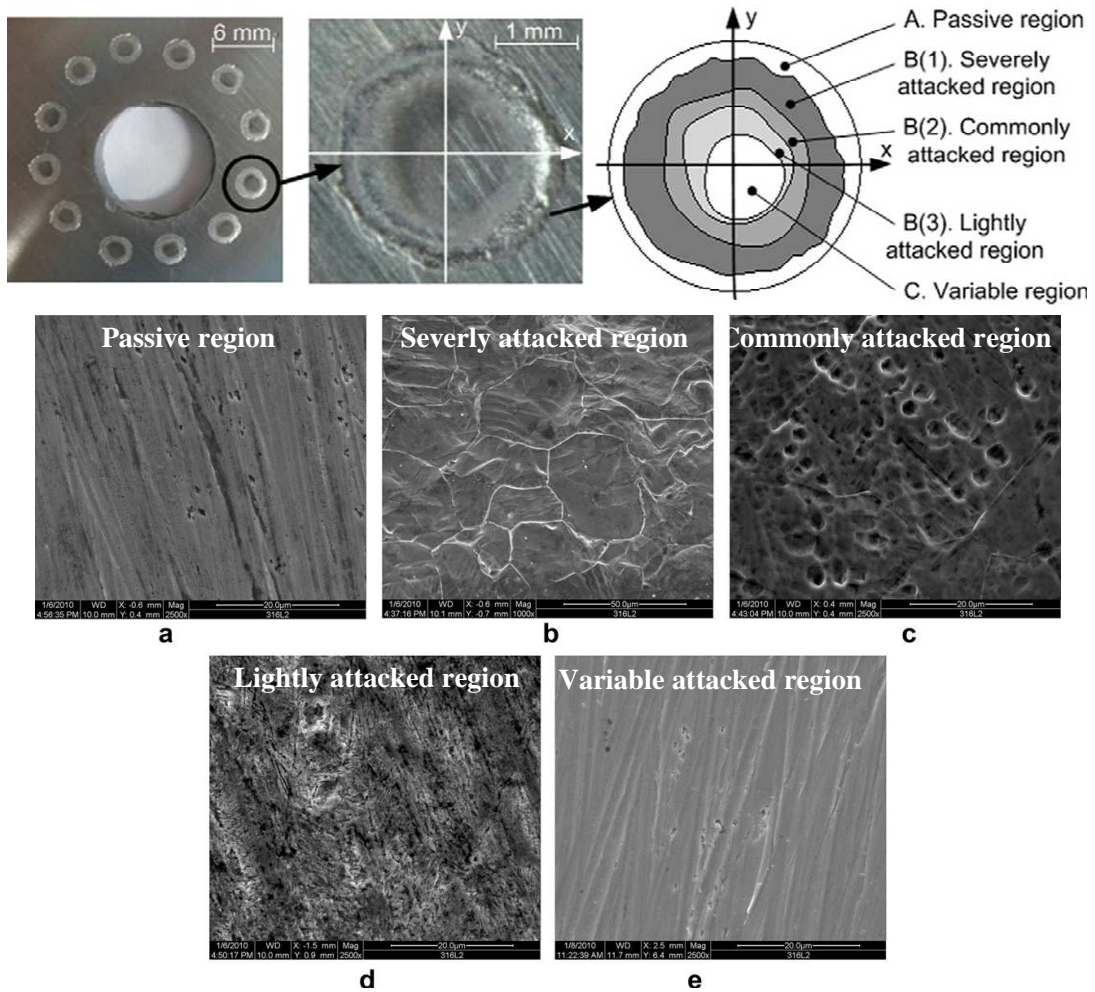 6 mm
y
1 mm
x
y
x
A. Passive region
B(1). Severely
attacked region
B(2). Commonly
attacked region
B(3). Lightly
attacked region
C. Variable region
Passive region
1/6/2010 WD X: -0.6 mm Mag 20.0µm
4:56:35 PM 10.0 mm Y: 0.4 mm 2500x 316L2
a
Severly attacked region
1/6/2010 WD X: -0.6 mm Mag 50.0µm
4:37:16 PM 10.1 mm Y: -0.7 mm 1000x 316L2
b
Commonly attacked region
1/6/2010 WD X: 0.4 mm Mag 20.0µm
4:43:04 PM 10.0 mm Y: 0.4 mm 2500x 316L2
c
Lightly attacked region
1/6/2010 WD X: -1.5 mm Mag 20.0µm
4:50:17 PM 10.0 mm Y: 0.9 mm 2500x 316L2
d
Variable attacked region
1/8/2010 WD X: 2.5 mm Mag 20.0µm
11:22:39 AM 11.7 mm Y: 6.4 mm 2500x 316L2
e